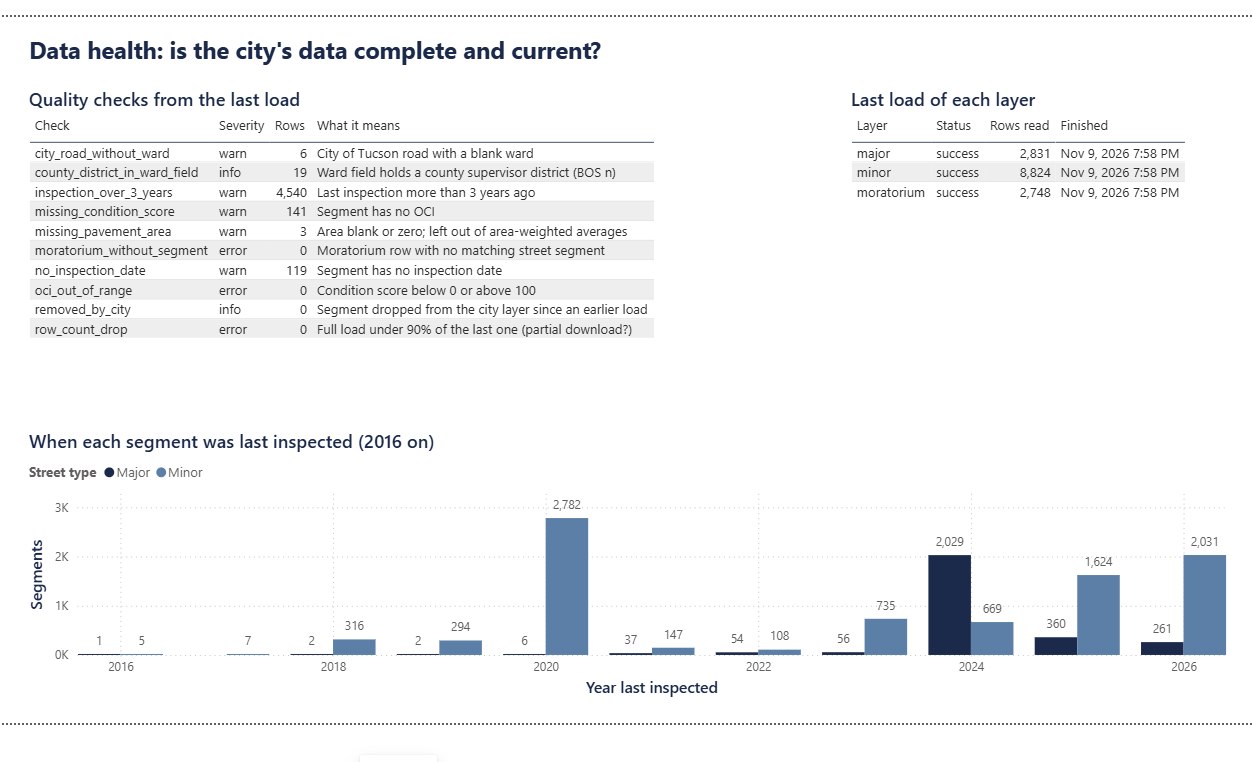 Data health: is the city's data complete and current?
Quality checks from the last load
Check Severity Rows What it means
city_road_without_ward warn 6 City of Tucson road with a blank ward
county_district_in_ward_field info 19 Ward field holds a county supervisor district (BOS n)
inspection_over_3_years warn 4,540 Last inspection more than 3 years ago
missing_condition_score warn 141 Segment has no OCI
missing_pavement_area warn 3 Area blank or zero; left out of area-weighted averages
moratorium_without_segment error 0 Moratorium row with no matching street segment
no_inspection_date warn 119 Segment has no inspection date
oci_out_of_range error 0 Condition score below 0 or above 100
removed_by_city info 0 Segment dropped from the city layer since an earlier load
row_count_drop error 0 Full load under 90% of the last one (partial download?)
Last load of each layer
Layer Status Rows read Finished
major success 2,831 Nov 9, 2026 7:58 PM
minor success 8,824 Nov 9, 2026 7:58 PM
moratorium success 2,748 Nov 9, 2026 7:58 PM
When each segment was last inspected (2016 on)
Street type Major Minor
Segments
3K
2K
1K
0K
1 5 7 2 316 2 294 6 2,782 37 147 54 108 56 735 2,029 669 360 1,624 261 2,031
2016 2018 2020 2022 2024 2026
Year last inspected